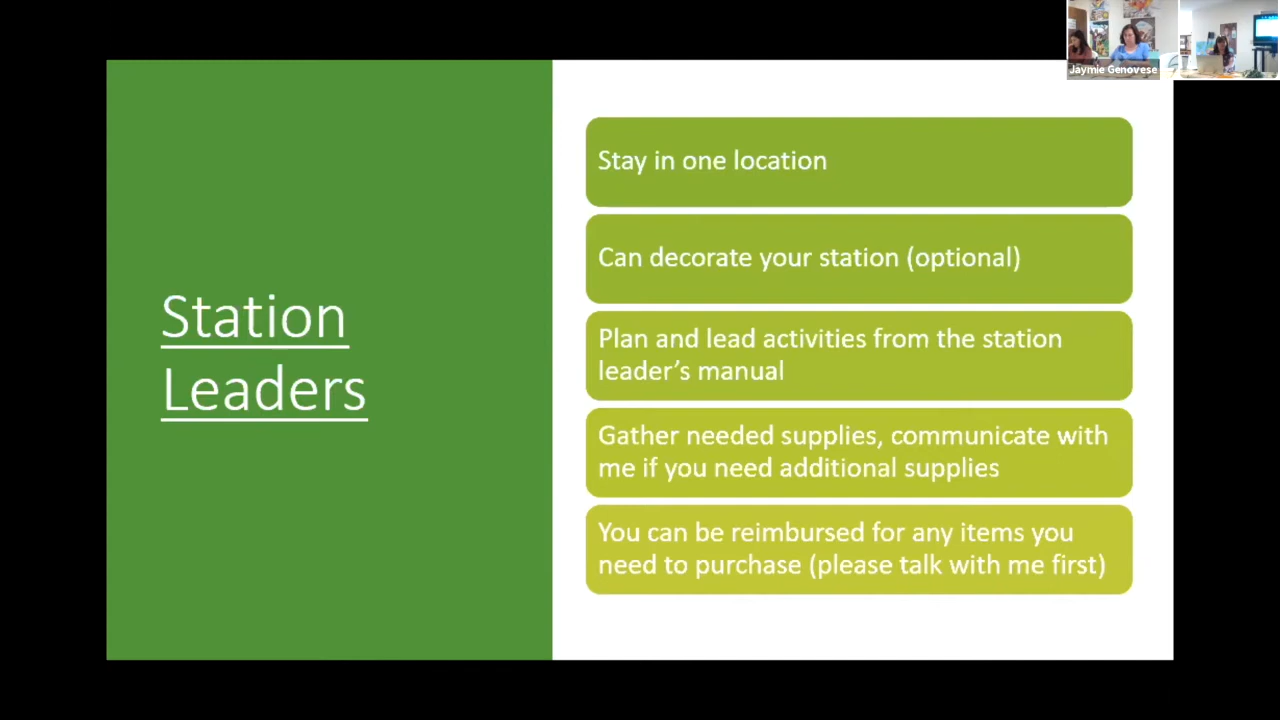 Jaymie Genovese
Station
Leaders
Stay in one location
Can decorate your station (optional)
Plan and lead activities from the station
leader’s manual
Gather needed supplies, communicate with
me if you need additional supplies
You can be reimbursed for any items you
need to purchase (please talk with me first)